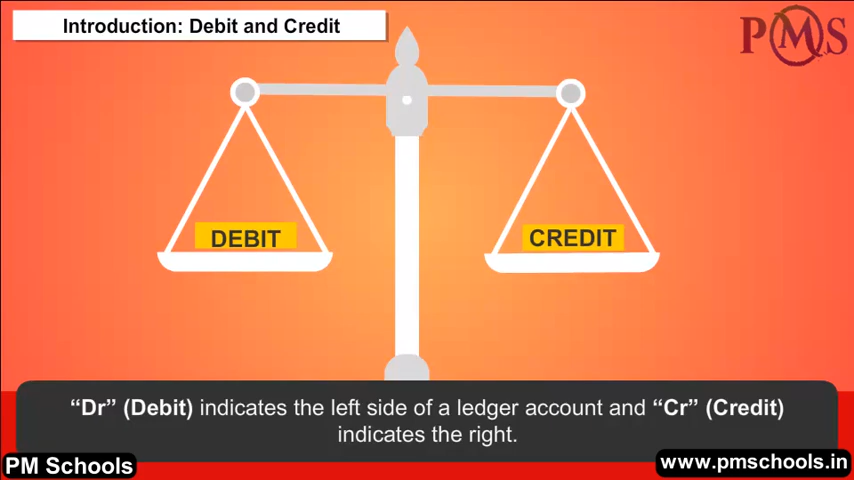 Introduction: Debit and Credit
PMS
DEBIT
CREDIT
“Dr” (Debit) indicates the left side of a ledger account and “Cr” (Credit)
indicates the right.
PM Schools
www.pmschools.in